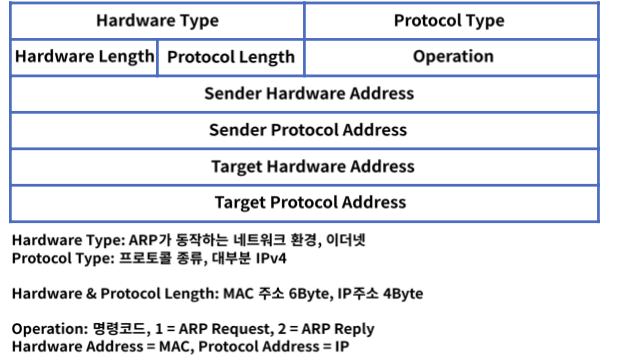 Hardware Type Protocol Type
Hardware Length Protocol Length Operation
Sender Hardware Address
Sender Protocol Address
Target Hardware Address
Target Protocol Address
Hardware Type: ARP가 동작하는 네트워크 환경, 이더넷
Protocol Type: 프로토콜 종류, 대부분 IPv4
Hardware & Protocol Length: MAC 주소 6Byte, IP주소 4Byte
Operation: 명령코드, 1 = ARP Request, 2 = ARP Reply
Hardware Address = MAC, Protocol Address = IP